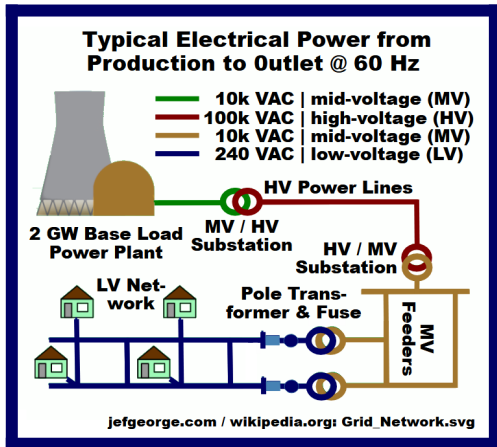 Typical Electrical Power from
Production to 0utlet @ 60 Hz
10k VAC | mid-voltage (MV)
100k VAC | high-voltage (HV)
10k VAC | mid-voltage (MV)
240 VAC | low-voltage (LV)
HV Power Lines
2 GW Base Load
Power Plant
MV / HV
Substation
HV / MV
Substation
LV Net-
work
Pole Trans-
former & Fuse
MV
Feeders
jefgeorge.com / wikipedia.org: Grid_Network.svg